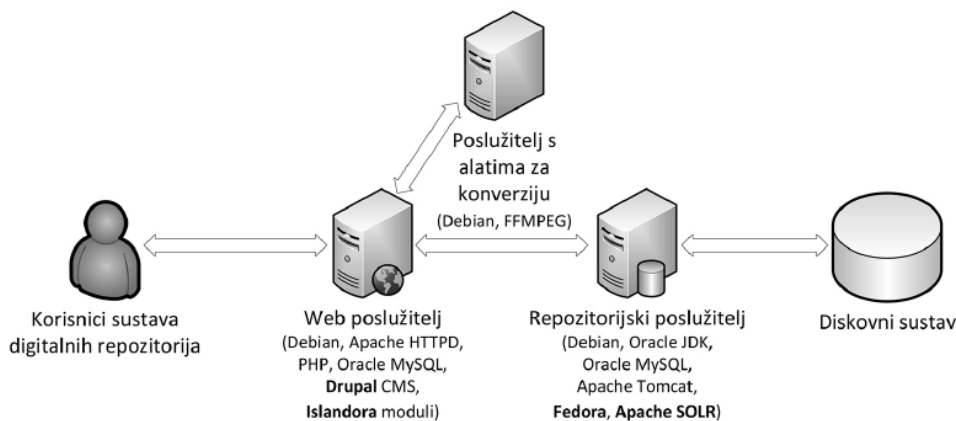 Poslužitelj s
alatima za
konverziju
(Debian, FFMPEG)
Korisnici sustava
digitalnih repozitorija
Web poslužitelj
(Debian, Apache HTTPD,
PHP, Oracle MySQL,
Drupal CMS,
Islandora moduli)
Repozitorijski poslužitelj
(Debian, Oracle JDK,
Oracle MySQL,
Apache Tomcat,
Fedora, Apache SOLR)
Diskovni sustav